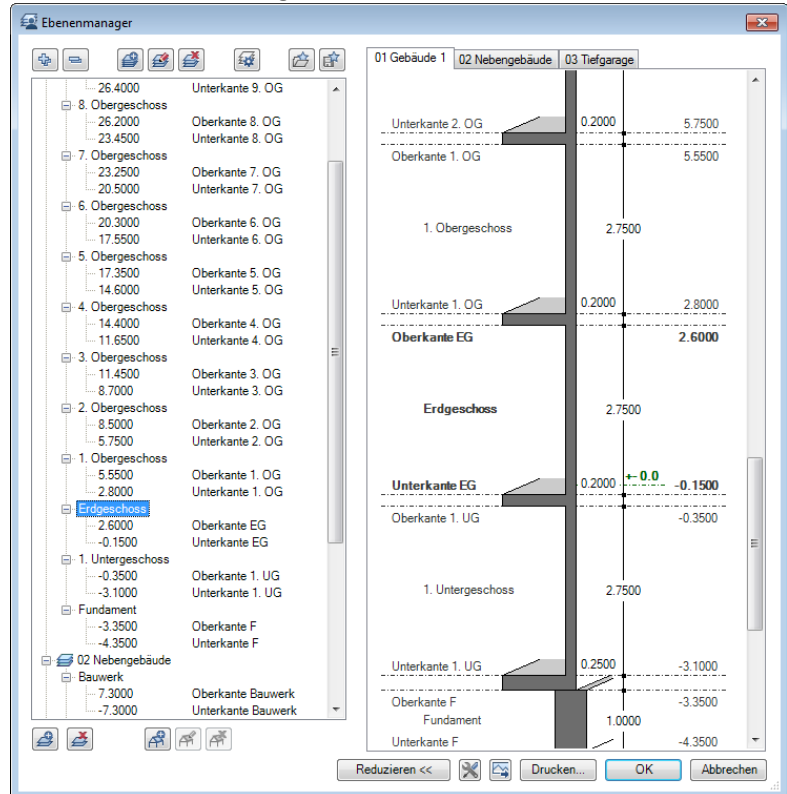 Ebenenmanager
01 Gebäude 1 02 Nebengebäude 03 Tiefgarage
26.4000 Unterkante 9. OG
8. Obergeschoss
26.2000 Oberkante 8. OG
23.4500 Unterkante 8. OG
7. Obergeschoss
23.2500 Oberkante 7. OG
20.5000 Unterkante 7. OG
6. Obergeschoss
20.3000 Oberkante 6. OG
17.5500 Unterkante 6. OG
5. Obergeschoss
17.3500 Oberkante 5. OG
14.6000 Unterkante 5. OG
4. Obergeschoss
14.4000 Oberkante 4. OG
11.6500 Unterkante 4. OG
3. Obergeschoss
11.4500 Oberkante 3. OG
8.7000 Unterkante 3. OG
2. Obergeschoss
8.5000 Oberkante 2. OG
5.7500 Unterkante 2. OG
1. Obergeschoss
5.5500 Oberkante 1. OG
2.8000 Unterkante 1. OG
Erdgeschoss
2.6000 Oberkante EG
-0.1500 Unterkante EG
1. Untergeschoss
-0.3500 Oberkante 1. UG
-3.1000 Unterkante 1. UG
Fundament
-3.3500 Oberkante F
-4.3500 Unterkante F
02 Nebengebäude
Bauwerk
7.3000 Oberkante Bauwerk
-7.3000 Unterkante Bauwerk
Unterkante 2. OG 0.2000 5.7500
Oberkante 1. OG 5.5500
1. Obergeschoss 2.7500
Unterkante 1. OG 0.2000 2.8000
Oberkante EG 2.6000
Erdgeschoss 2.7500
Unterkante EG 0.2000 +-0.0 -0.1500
Oberkante 1. UG -0.3500
1. Untergeschoss 2.7500
Unterkante 1. UG 0.2500 -3.1000
Oberkante F -3.3500
Fundament 1.0000
Unterkante F -4.3500
Reduzieren << Drucken... OK Abbrechen